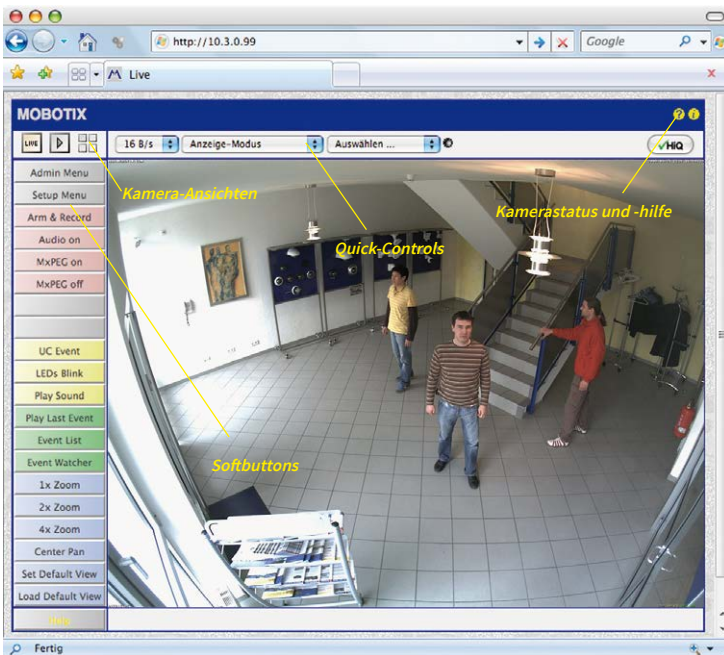 http://10.3.0.99
Google
Live
MOBOTIX
LIVE
16 B/s
Anzeige-Modus
Auswählen ...
HiQ
Admin Menu
Setup Menu
Arm & Record
Audio on
MxPEG on
MxPEG off
UC Event
LEDs Blink
Play Sound
Play Last Event
Event List
Event Watcher
1x Zoom
2x Zoom
4x Zoom
Center Pan
Set Default View
Load Default View
Help
Kamera-Ansichten
Kamerastatus und -hilfe
Quick-Controls
Softbuttons
Fertig